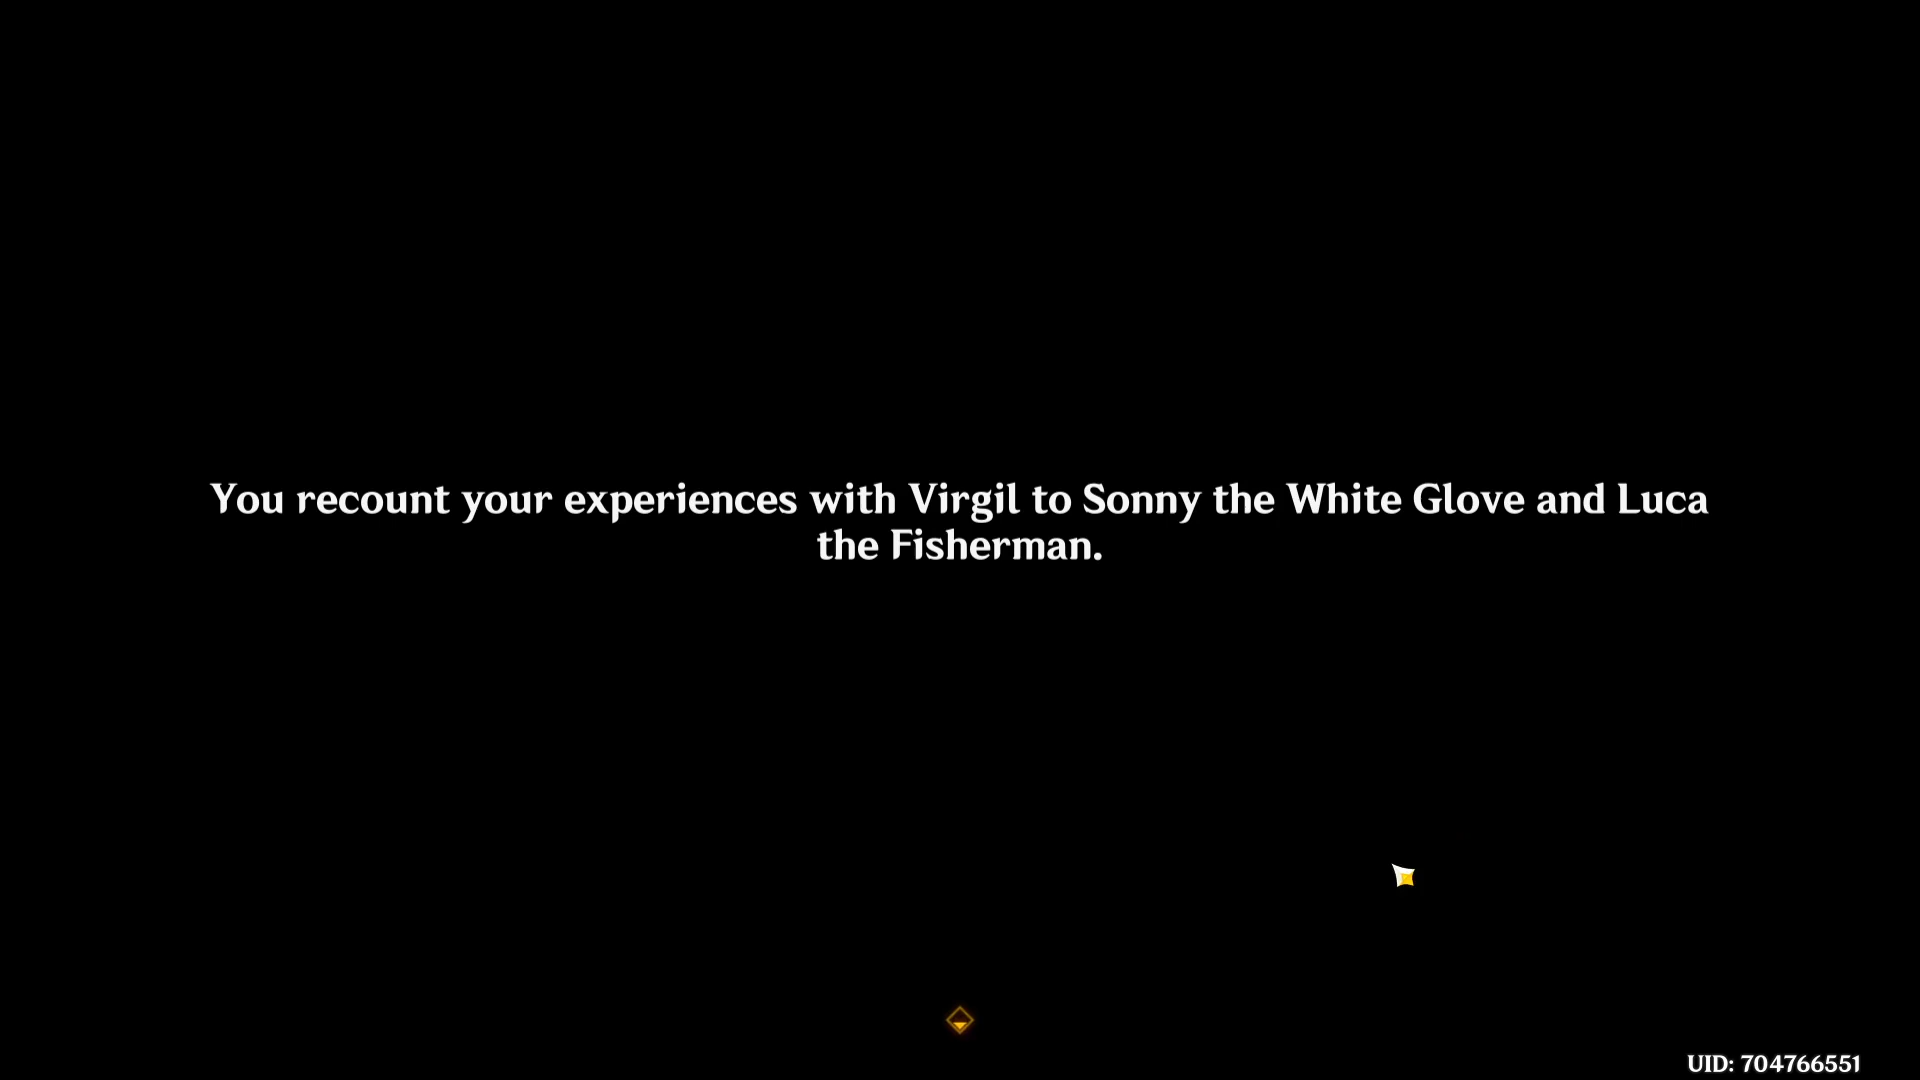 You recount your experiences with Virgil to Sonny the White Glove and Luca
the Fisherman.
UID: 704766551